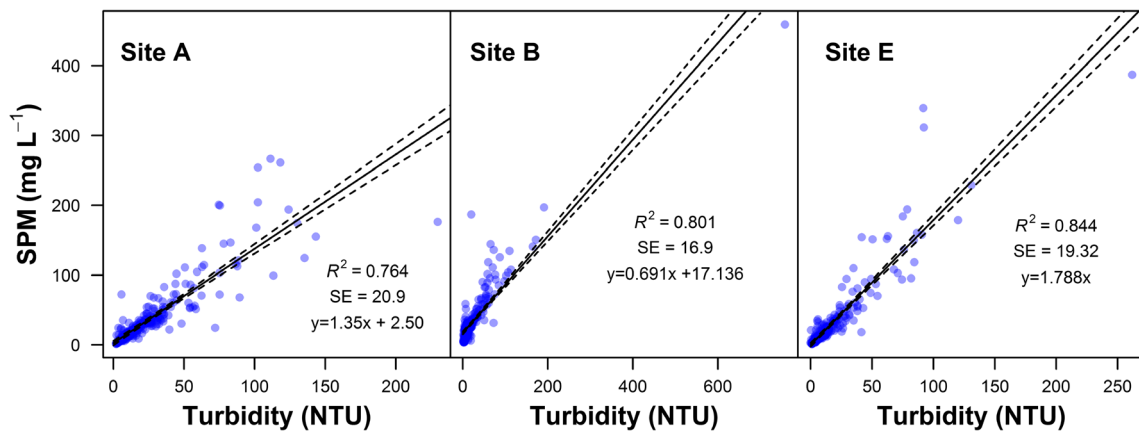 Site A
Site B
Site E
SPM (mg L⁻¹)
400
300
200
100
0
R² = 0.764
SE = 20.9
y=1.35x + 2.50
R² = 0.801
SE = 16.9
y=0.691x +17.136
R² = 0.844
SE = 19.32
y=1.788x
0 50 100 150 200
0 200 400 600
0 50 100 150 200 250
Turbidity (NTU)
Turbidity (NTU)
Turbidity (NTU)